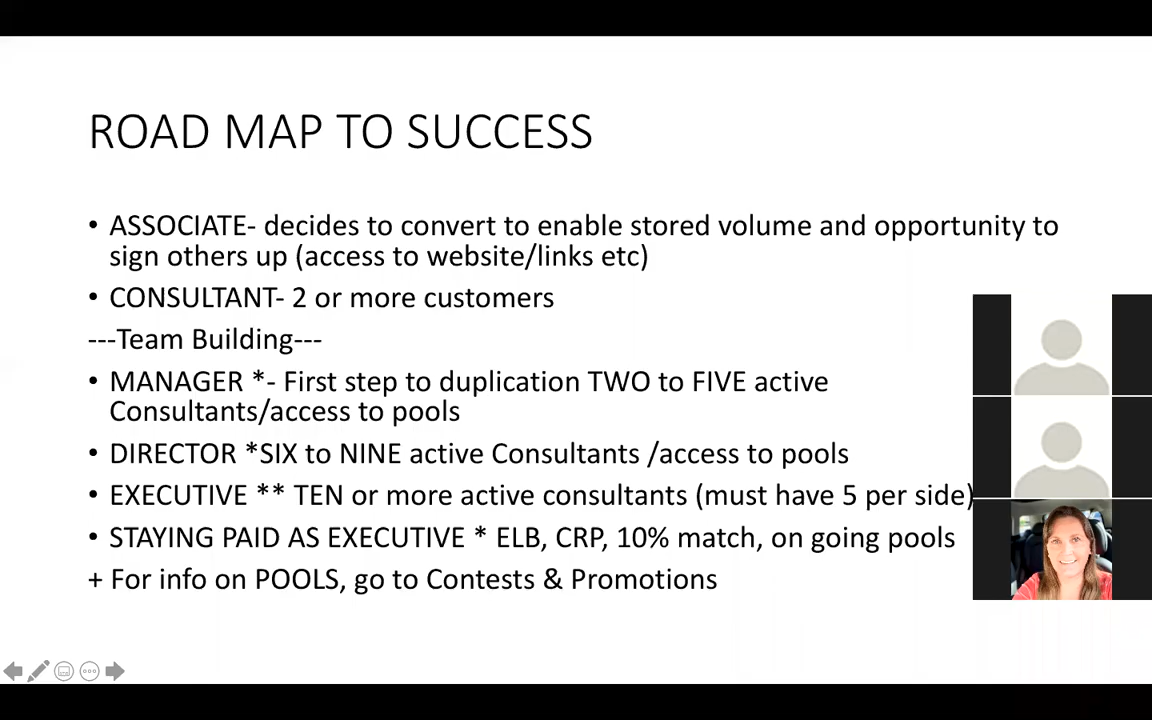 ROAD MAP TO SUCCESS
• ASSOCIATE- decides to convert to enable stored volume and opportunity to
sign others up (access to website/links etc)
• CONSULTANT- 2 or more customers
---Team Building---
• MANAGER *- First step to duplication TWO to FIVE active
Consultants/access to pools
• DIRECTOR *SIX to NINE active Consultants /access to pools
• EXECUTIVE ** TEN or more active consultants (must have 5 per side)
• STAYING PAID AS EXECUTIVE * ELB, CRP, 10% match, on going pools
+ For info on POOLS, go to Contests & Promotions